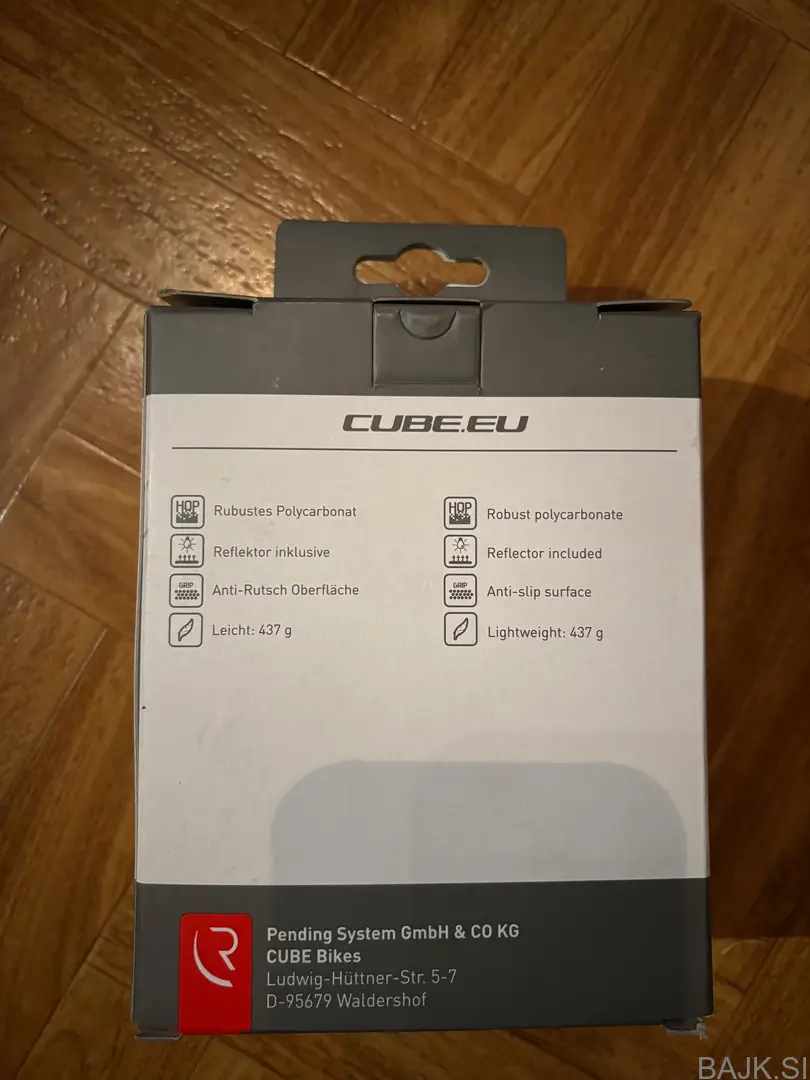 CUBE.EU
HOP
Rubustes Polycarbonat
Reflektor inklusive
GRIP
Anti-Rutsch Oberfläche
Leicht: 437 g
HOP
Robust polycarbonate
Reflector included
GRIP
Anti-slip surface
Lightweight: 437 g
Pending System GmbH & CO KG
CUBE Bikes
Ludwig-Hüttner-Str. 5-7
D-95679 Waldershof
BAJK.SI